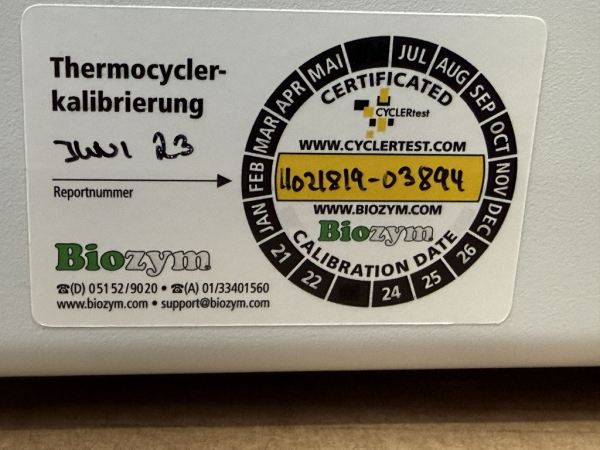 Thermocycler-
kalibrierung
JUNI 23
Reportnummer
Biozym
☎(D) 05152/9020 • ☎(A) 01/33401560
www.biozym.com • support@biozym.com
JAN FEB MAR APR MAI JUL AUG SEP OCT NOV DEC
CERTIFICATED
CYCLERtest
WWW.CYCLERTEST.COM
11021819-03894
WWW.BIOZYM.COM
Biozym
CALIBRATION DATE
21 22 24 25 26